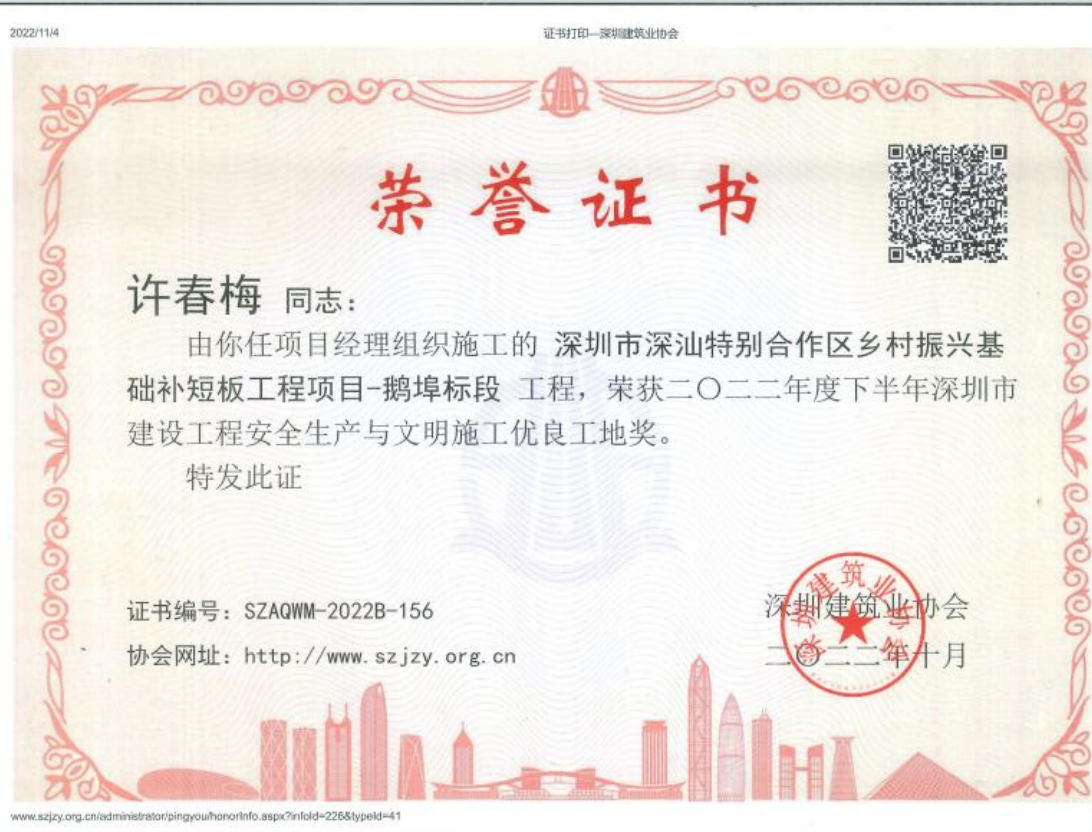 2022/11/4
证书打印—深圳建筑业协会
荣誉证书
许春梅 同志：
由你任项目经理组织施工的 深圳市深汕特别合作区乡村振兴基
础补短板工程项目-鹅埠标段 工程，荣获二〇二二年度下半年深圳市
建设工程安全生产与文明施工优良工地奖。
特发此证
证书编号：SZAQWM-2022B-156
深圳建筑业协会
协会网址：http://www.szjzy.org.cn
二〇二二年十月
深圳建筑业协会
www.szjzy.org.cn/administrator/pingyou/honorInfo.aspx?infoId=226&typeId=41